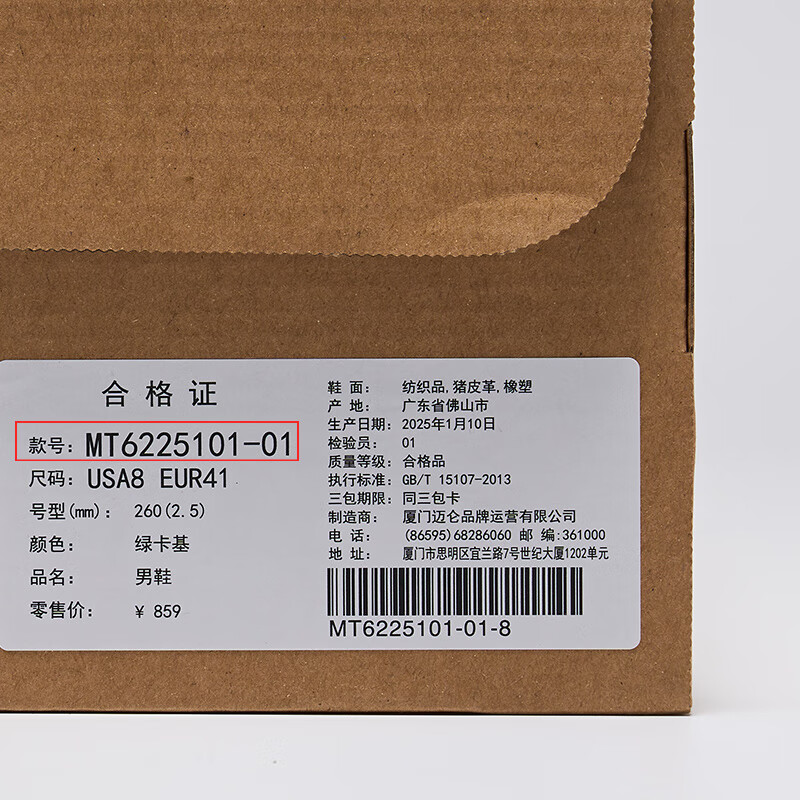 合格证
款号: MT6225101-01
尺码: USA8 EUR41
号型(mm): 260(2.5)
颜色: 绿卡基
品名: 男鞋
零售价: ¥ 859
鞋面: 纺织品,猪皮革,橡塑
产地: 广东省佛山市
生产日期: 2025年1月10日
检验员: 01
质量等级: 合格品
执行标准: GB/T 15107-2013
三包期限: 同三包卡
制造商: 厦门迈仑品牌运营有限公司
电话: (86595)68286060 邮编:361000
地址: 厦门市思明区宜兰路7号世纪大厦1202单元
MT6225101-01-8